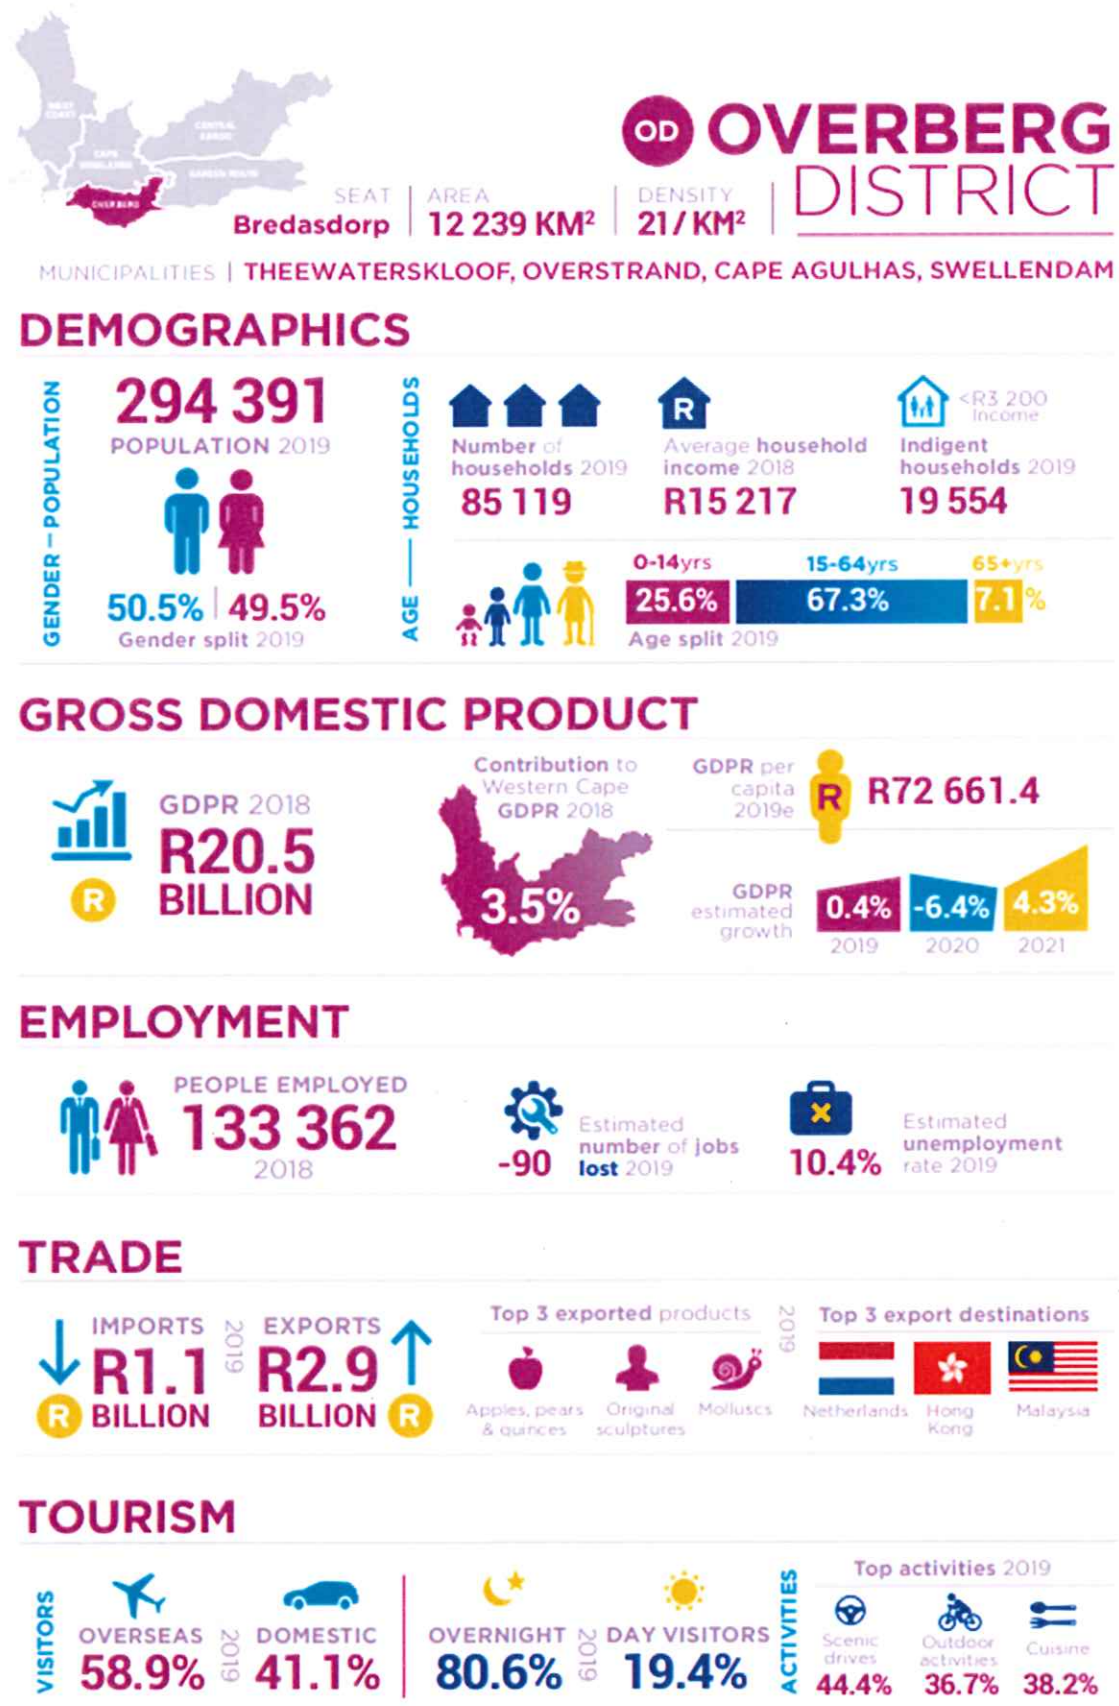 WEST
COAST
CENTRAL
KAROO
CAPE
WINELANDS
GARDEN ROUTE
OVERBERG
OD OVERBERG
DISTRICT
SEAT
Bredasdorp
AREA
12 239 KM²
DENSITY
21/KM²
MUNICIPALITIES | THEEWATERSKLOOF, OVERSTRAND, CAPE AGULHAS, SWELLENDAM
DEMOGRAPHICS
GENDER – POPULATION
294 391
POPULATION 2019
50.5% | 49.5%
Gender split 2019
AGE — HOUSEHOLDS
Number of
households 2019
85 119
R
Average household
income 2018
R15 217
<R3 200
Income
Indigent
households 2019
19 554
0-14yrs 15-64yrs 65+yrs
25.6% 67.3% 7.1%
Age split 2019
GROSS DOMESTIC PRODUCT
GDPR 2018
R20.5
BILLION
R
Contribution to
Western Cape
GDPR 2018
3.5%
GDPR per
capita
2019e
R
R72 661.4
GDPR
estimated
growth
0.4% -6.4% 4.3%
2019 2020 2021
EMPLOYMENT
PEOPLE EMPLOYED
133 362
2018
-90
Estimated
number of jobs
lost 2019
10.4%
Estimated
unemployment
rate 2019
TRADE
IMPORTS
R1.1
R BILLION
2019
EXPORTS
R2.9
BILLION R
Top 3 exported products
Apples, pears
& quinces
Original
sculptures
Molluscs
2019
Top 3 export destinations
Netherlands
Hong
Kong
Malaysia
TOURISM
VISITORS
OVERSEAS
58.9%
2019
DOMESTIC
41.1%
OVERNIGHT
80.6%
2019
DAY VISITORS
19.4%
ACTIVITIES
Top activities 2019
Scenic
drives
44.4%
Outdoor
activities
36.7%
Cuisine
38.2%